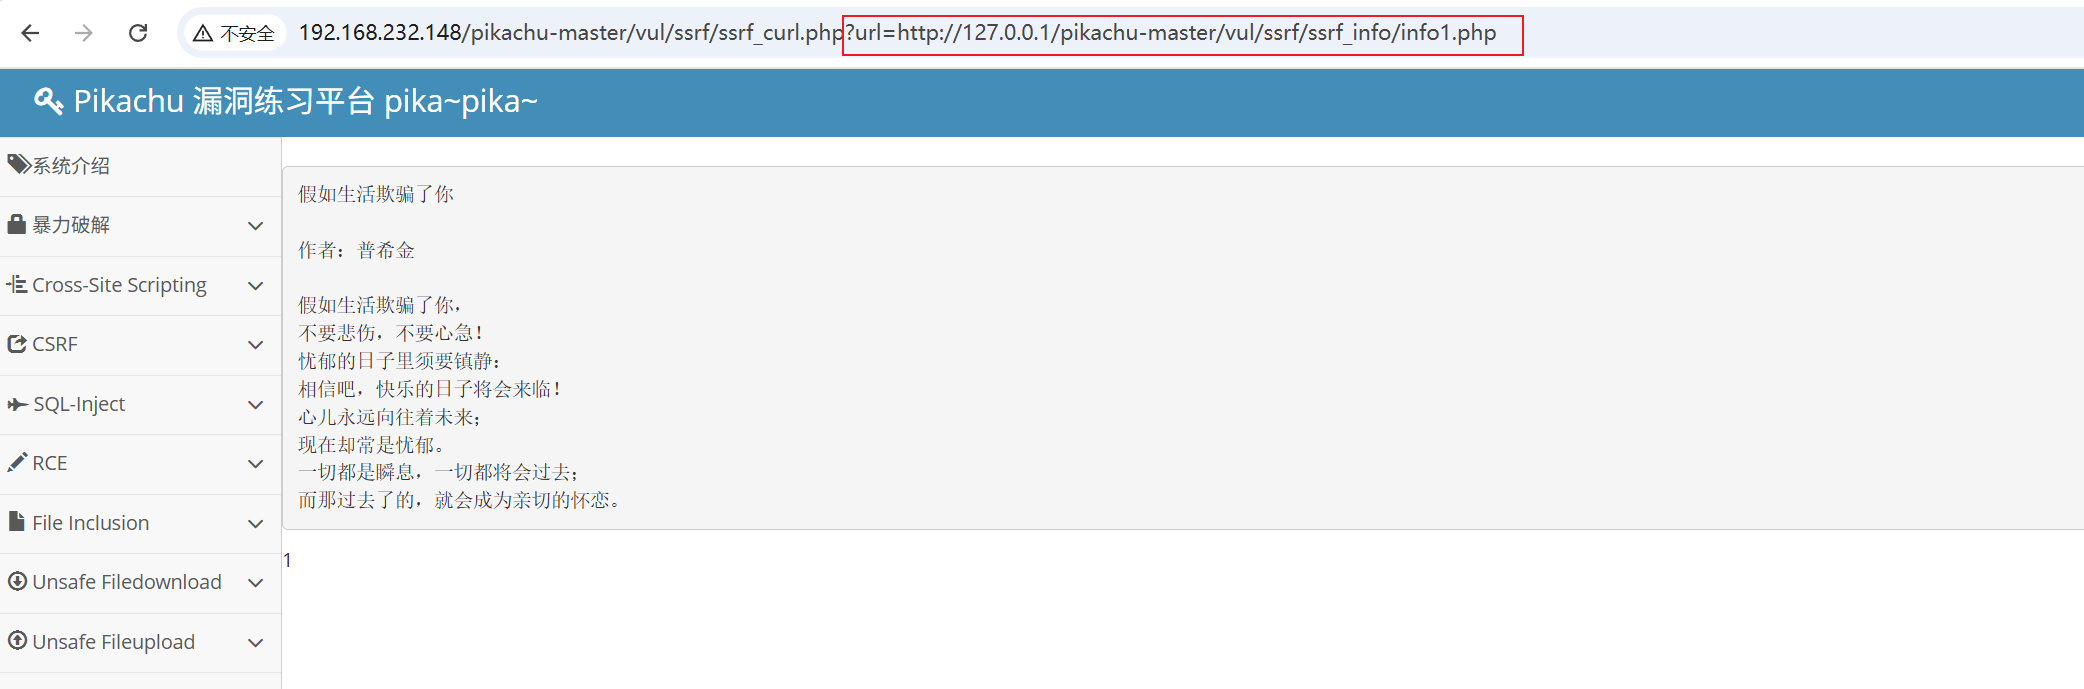 不安全 192.168.232.148/pikachu-master/vul/ssrf/ssrf_curl.php?url=http://127.0.0.1/pikachu-master/vul/ssrf/ssrf_info/info1.php
Pikachu 漏洞练习平台 pika~pika~
系统介绍
暴力破解
Cross-Site Scripting
CSRF
SQL-Inject
RCE
File Inclusion
Unsafe Filedownload
Unsafe Fileupload
假如生活欺骗了你
作者：普希金
假如生活欺骗了你，
不要悲伤，不要心急！
忧郁的日子里须要镇静：
相信吧，快乐的日子将会来临！
心儿永远向往着未来；
现在却常是忧郁。
一切都是瞬息，一切都将会过去；
而那过去了的，就会成为亲切的怀恋。
1